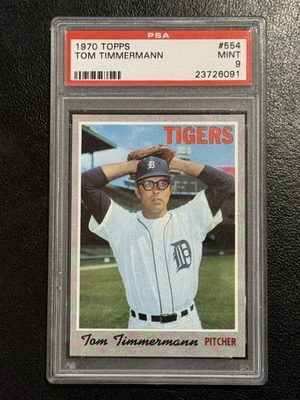 PSA
1970 TOPPS #554
TOM TIMMERMANN MINT
9
23726091
TIGERS
D
D
Tom Timmermann PITCHER